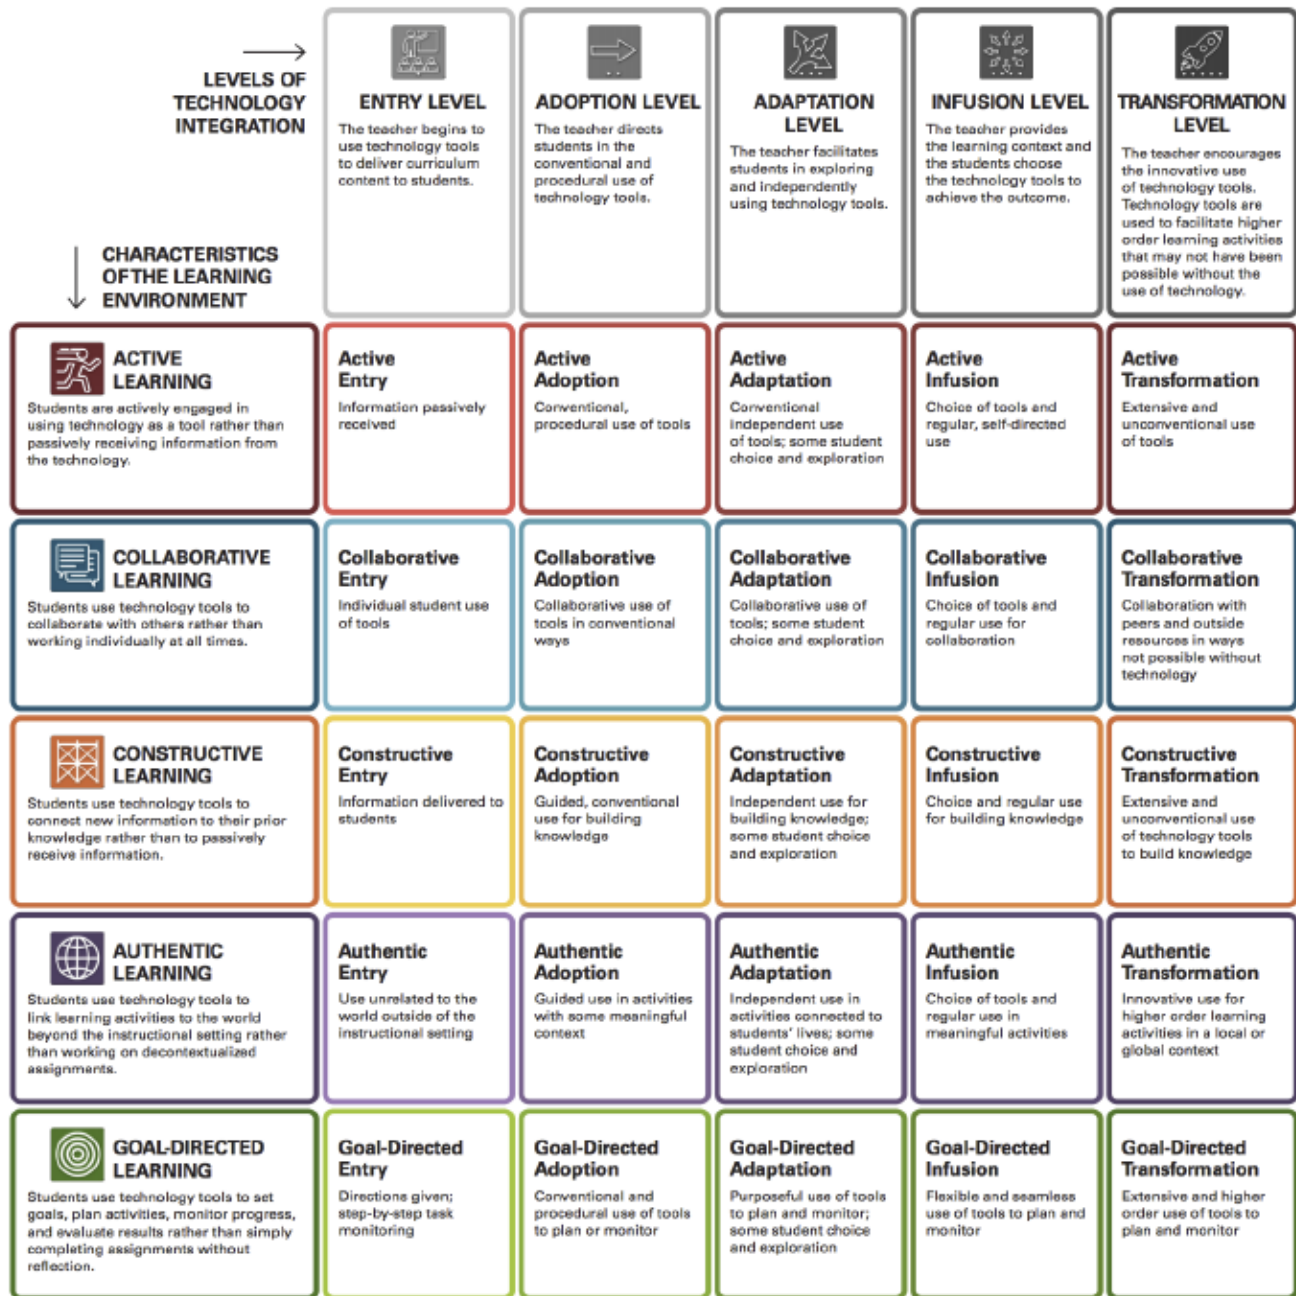 LEVELS OF
TECHNOLOGY
INTEGRATION
ENTRY LEVEL
The teacher begins to
use technology tools
to deliver curriculum
content to students.
ADOPTION LEVEL
The teacher directs
students in the
conventional and
procedural use of
technology tools.
ADAPTATION
LEVEL
The teacher facilitates
students in exploring
and independently
using technology tools.
INFUSION LEVEL
The teacher provides
the learning context and
the students choose
the technology tools to
achieve the outcome.
TRANSFORMATION
LEVEL
The teacher encourages
the innovative use
of technology tools.
Technology tools are
used to facilitate higher
order learning activities
that may not have been
possible without the
use of technology.
CHARACTERISTICS
OF THE LEARNING
ENVIRONMENT
ACTIVE
LEARNING
Students are actively engaged in
using technology as a tool rather than
passively receiving information from
the technology.
Active
Entry
Information passively
received
Active
Adoption
Conventional,
procedural use of tools
Active
Adaptation
Conventional
independent use
of tools; some student
choice and exploration
Active
Infusion
Choice of tools and
regular, self-directed
use
Active
Transformation
Extensive and
unconventional use
of tools
COLLABORATIVE
LEARNING
Students use technology tools to
collaborate with others rather than
working individually at all times.
Collaborative
Entry
Individual student use
of tools
Collaborative
Adoption
Collaborative use of
tools in conventional
ways
Collaborative
Adaptation
Collaborative use of
tools; some student
choice and exploration
Collaborative
Infusion
Choice of tools and
regular use for
collaboration
Collaborative
Transformation
Collaboration with
peers and outside
resources in ways
not possible without
technology
CONSTRUCTIVE
LEARNING
Students use technology tools to
connect new information to their prior
knowledge rather than to passively
receive information.
Constructive
Entry
Information delivered to
students
Constructive
Adoption
Guided, conventional
use for building
knowledge
Constructive
Adaptation
Independent use for
building knowledge;
some student choice
and exploration
Constructive
Infusion
Choice and regular use
for building knowledge
Constructive
Transformation
Extensive and
unconventional use
of technology tools
to build knowledge
AUTHENTIC
LEARNING
Students use technology tools to
link learning activities to the world
beyond the instructional setting rather
than working on decontextualized
assignments.
Authentic
Entry
Use unrelated to the
world outside of the
instructional setting
Authentic
Adoption
Guided use in activities
with some meaningful
context
Authentic
Adaptation
Independent use in
activities connected to
students' lives; some
student choice and
exploration
Authentic
Infusion
Choice of tools and
regular use in
meaningful activities
Authentic
Transformation
Innovative use for
higher order learning
activities in a local or
global context
GOAL-DIRECTED
LEARNING
Students use technology tools to set
goals, plan activities, monitor progress,
and evaluate results rather than simply
completing assignments without
reflection.
Goal-Directed
Entry
Directions given;
step-by-step task
monitoring
Goal-Directed
Adoption
Conventional and
procedural use of tools
to plan or monitor
Goal-Directed
Adaptation
Purposeful use of tools
to plan and monitor;
some student choice
and exploration
Goal-Directed
Infusion
Flexible and seamless
use of tools to plan and
monitor
Goal-Directed
Transformation
Extensive and higher
order use of tools to
plan and monitor